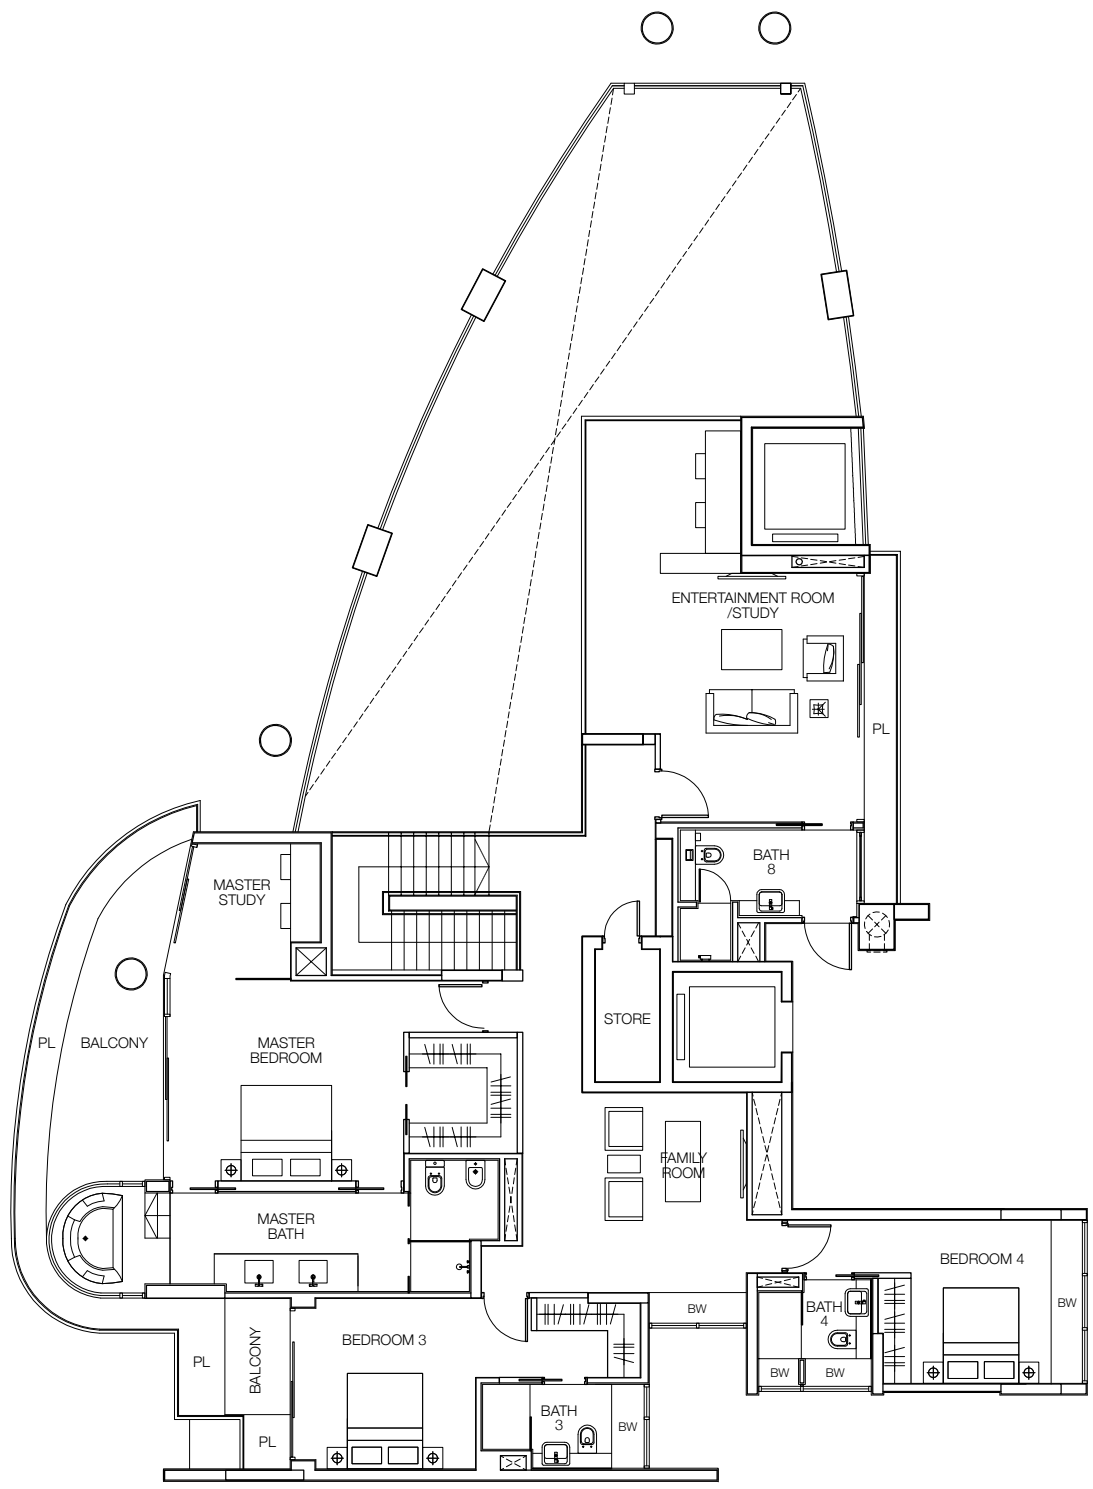 ENTERTAINMENT ROOM
/STUDY
PL
BATH
8
MASTER
STUDY
STORE
PL
BALCONY
MASTER
BEDROOM
FAMILY
ROOM
MASTER
BATH
BEDROOM 4
BW
BW
BATH
4
BEDROOM 3
BALCONY
PL
BW
BW
BATH
3
BW
PL